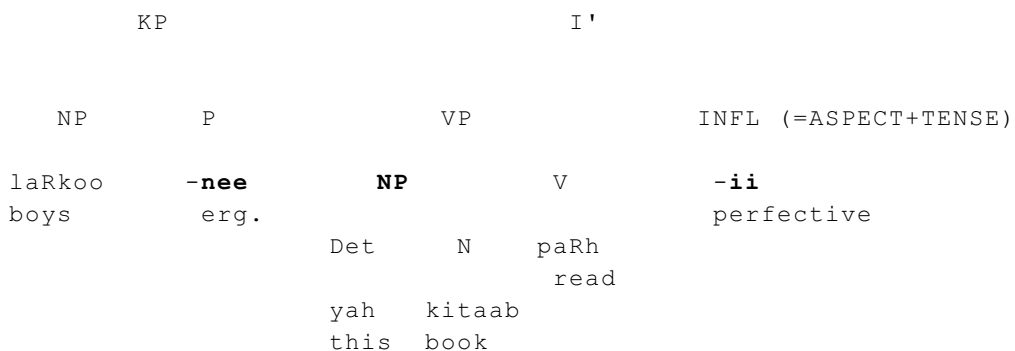 KP I'
NP P VP INFL (=ASPECT+TENSE)
laRkoo -nee NP V -ii
boys erg. perfective
Det N paRh
read
yah kitaab
this book